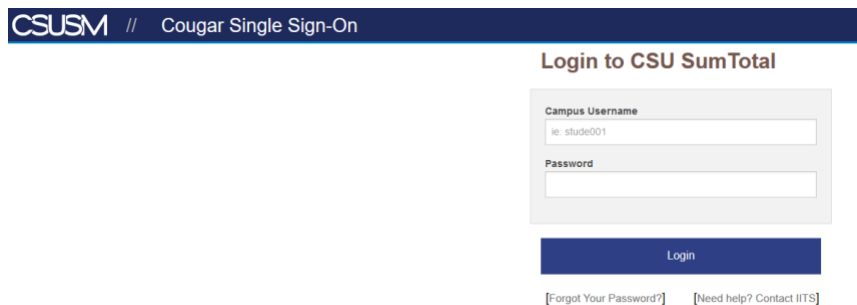 CSUSM // Cougar Single Sign-On
Login to CSU SumTotal
Campus Username
ie: stude001
Password
Login
[Forgot Your Password?] [Need help? Contact IITS]